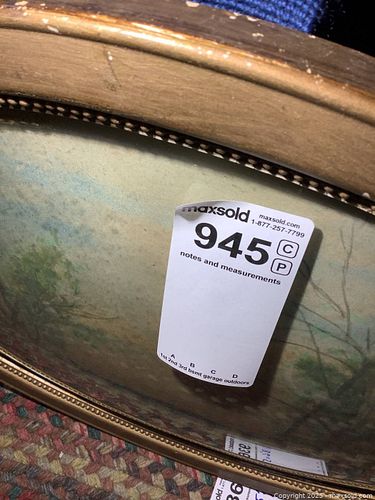 maxsold maxsold.com
1-877-257-7799
945 C
P
notes and measurements
A B C D
1st 2nd 3rd bsmt garage outdoors
Copyright 2025 - maxsold.com